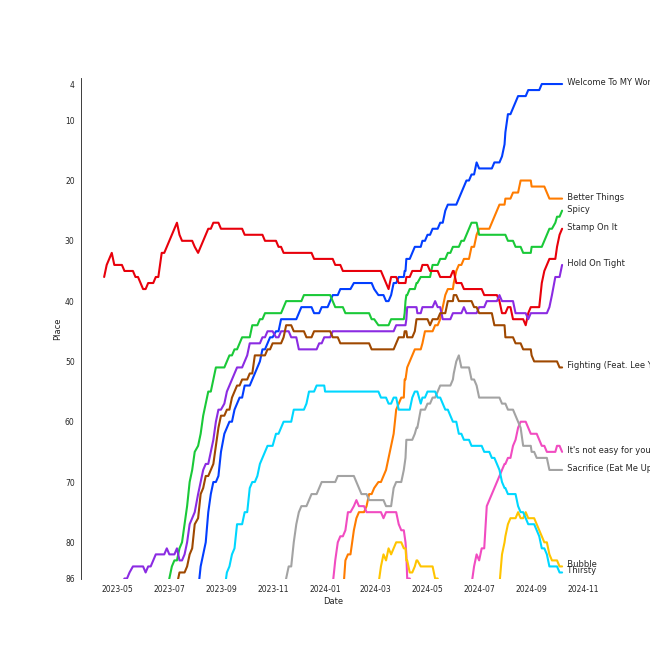 4
10
20
30
40
50
60
70
80
86
Place
2023-05
2023-07
2023-09
2023-11
2024-01
2024-03
2024-05
2024-07
2024-09
2024-11
Date
Welcome To MY Wor
Better Things
Spicy
Stamp On It
Hold On Tight
Fighting (Feat. Lee Y
It's not easy for you
Sacrifice (Eat Me Up
Bubble
Thirsty